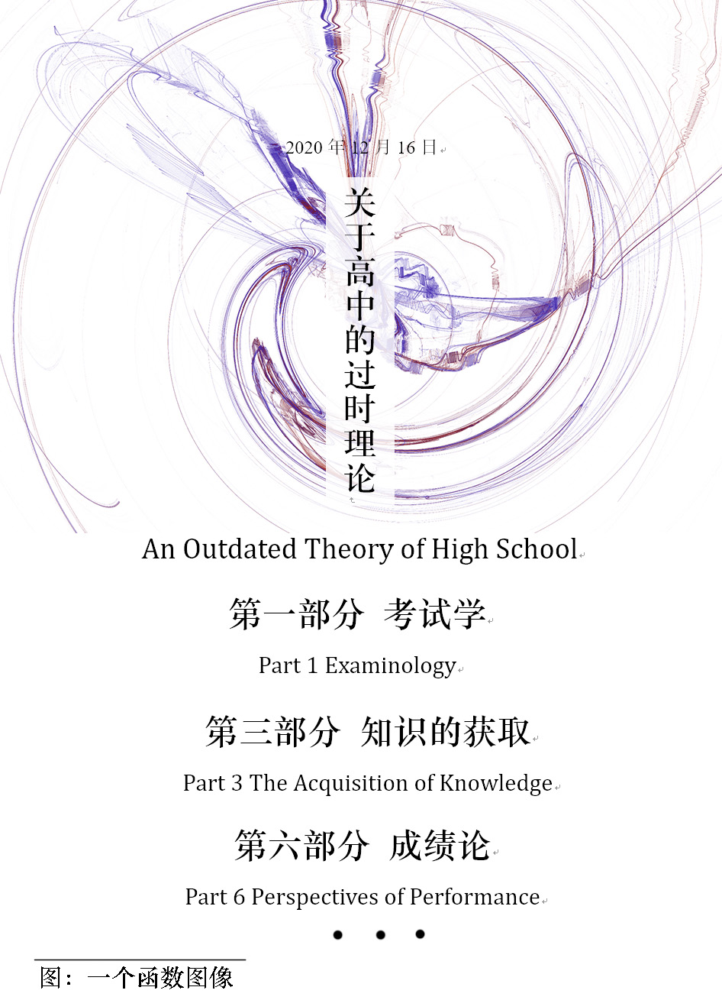 2020 年 12 月 16 日
关于高中的过时理论
An Outdated Theory of High School
第一部分 考试学
Part 1 Examinology
第三部分 知识的获取
Part 3 The Acquisition of Knowledge
第六部分 成绩论
Part 6 Perspectives of Performance
• • •
图：一个函数图像